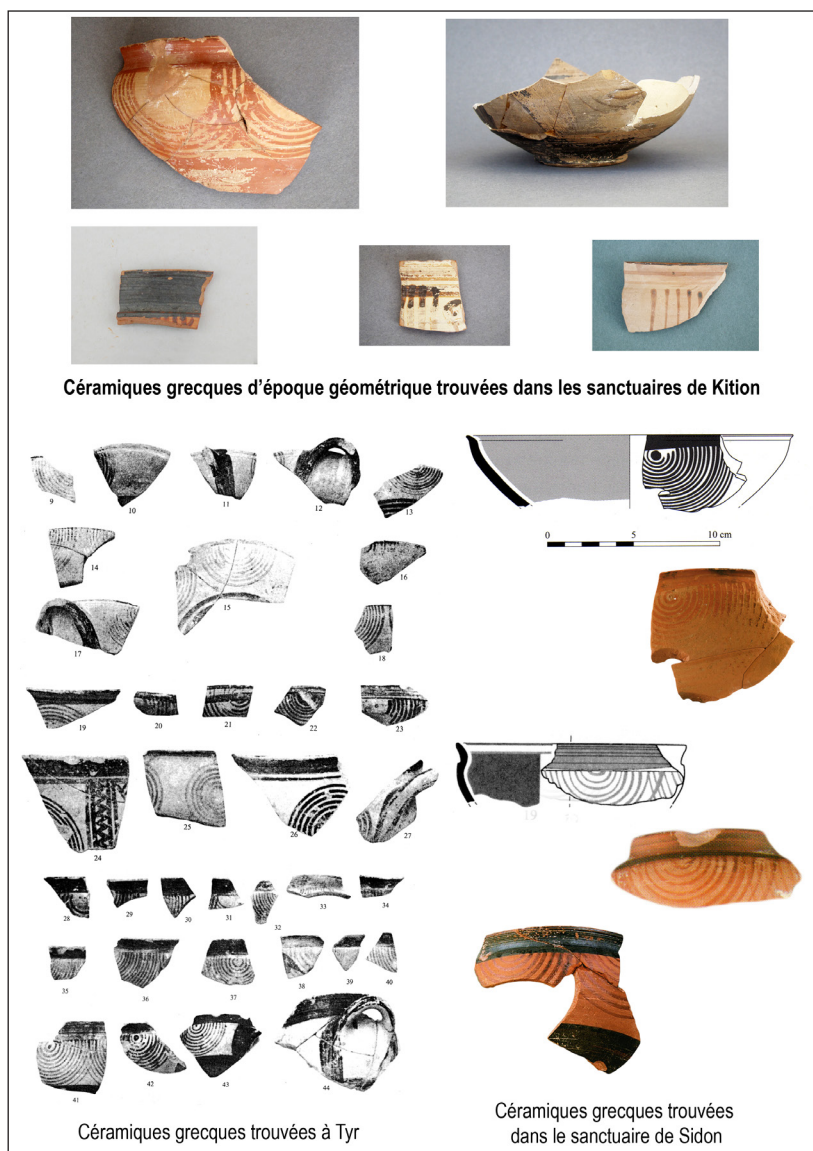 Céramiques grecques d'époque géométrique trouvées dans les sanctuaires de Kition
9 10 11 12 13
14 15 16
17 18
0 5 10 cm
19 20 21 22 23
24 25 26 27
19
28 29 30 31 32 33 34
35 36 37 38 39 40
41 42 43 44
Céramiques grecques trouvées à Tyr
Céramiques grecques trouvées
dans le sanctuaire de Sidon